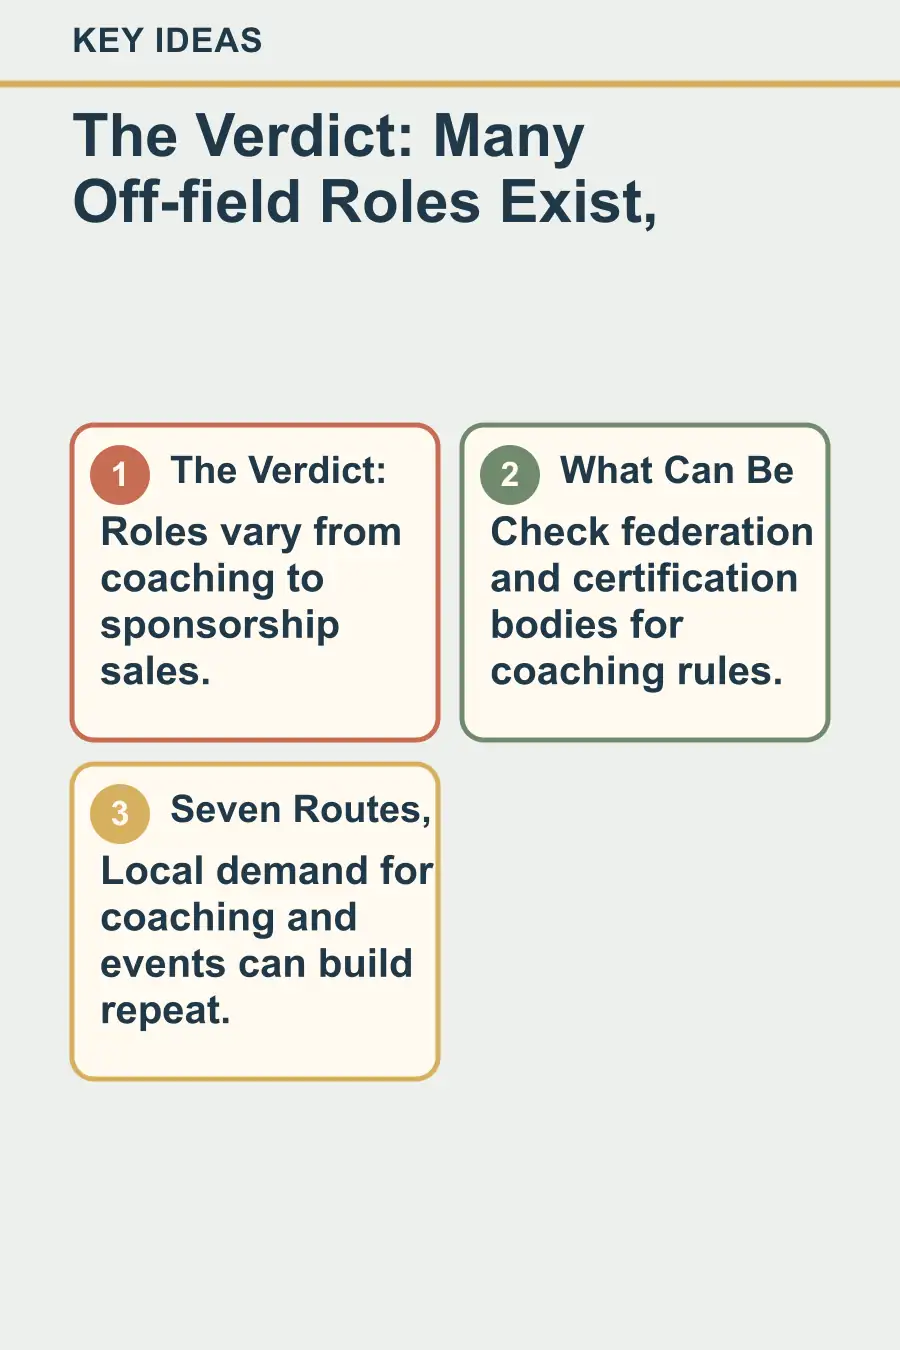 KEY IDEAS
The Verdict: Many
Off-field Roles Exist,
1 The Verdict:
Roles vary from
coaching to
sponsorship
sales.
2 What Can Be
Check federation
and certification
bodies for
coaching rules.
3 Seven Routes,
Local demand for
coaching and
events can build
repeat.